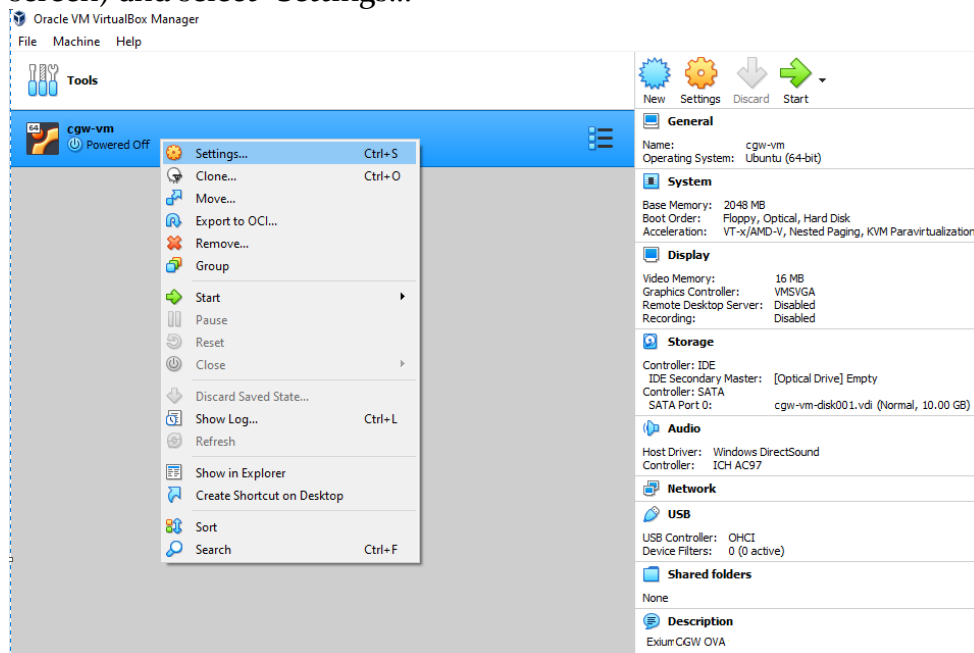 screen) and select 'Settings...'
Oracle VM VirtualBox Manager
File Machine Help
Tools
New Settings Discard Start
64
cgw-vm
Powered Off
Settings... Ctrl+S
Clone... Ctrl+O
Move...
Export to OCI...
Remove...
Group
Start
Pause
Reset
Close
Discard Saved State...
Show Log... Ctrl+L
Refresh
Show in Explorer
Create Shortcut on Desktop
Sort
Search Ctrl+F
General
Name: cgw-vm
Operating System: Ubuntu (64-bit)
System
Base Memory: 2048 MB
Boot Order: Floppy, Optical, Hard Disk
Acceleration: VT-x/AMD-V, Nested Paging, KVM Paravirtualization
Display
Video Memory: 16 MB
Graphics Controller: VMSVGA
Remote Desktop Server: Disabled
Recording: Disabled
Storage
Controller: IDE
IDE Secondary Master: [Optical Drive] Empty
Controller: SATA
SATA Port 0: cgw-vm-disk001.vdi (Normal, 10.00 GB)
Audio
Host Driver: Windows DirectSound
Controller: ICH AC97
Network
USB
USB Controller: OHCI
Device Filters: 0 (0 active)
Shared folders
None
Description
Exium CGW OVA